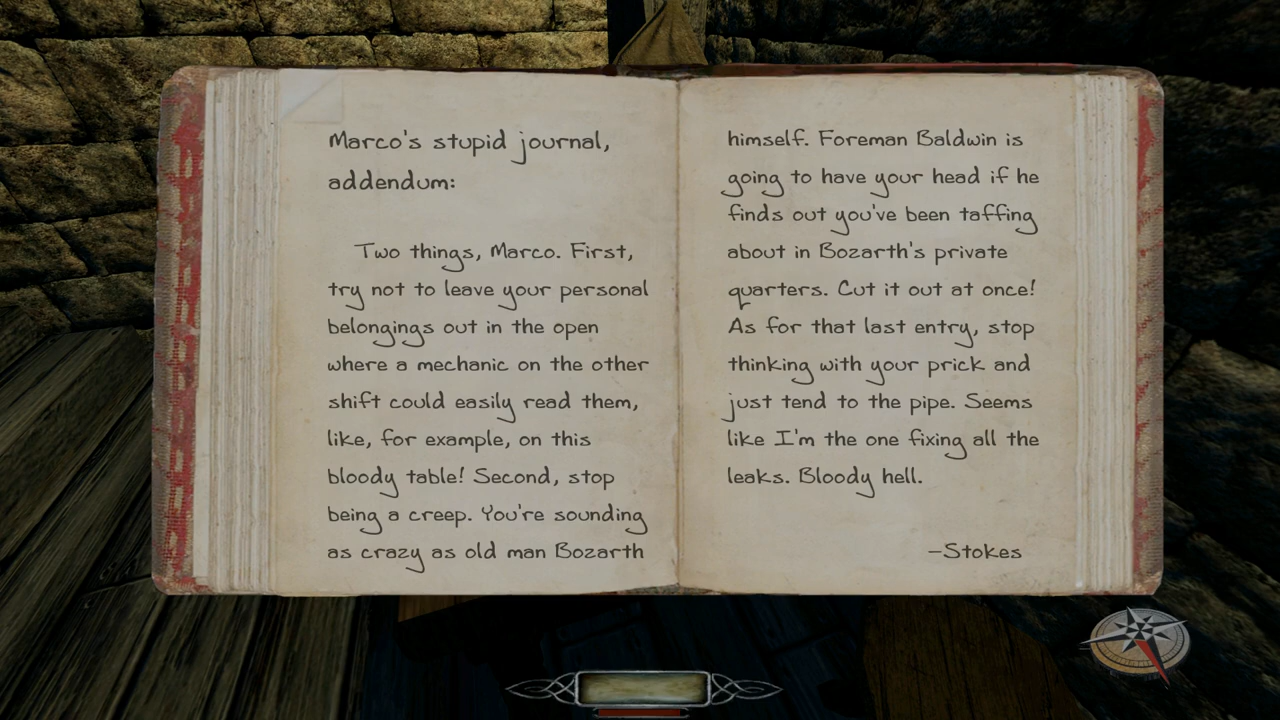 Marco's stupid journal,
addendum:
Two things, Marco. First,
try not to leave your personal
belongings out in the open
where a mechanic on the other
shift could easily read them,
like, for example, on this
bloody table! Second, stop
being a creep. You're sounding
as crazy as old man Bozarth
himself. Foreman Baldwin is
going to have your head if he
finds out you've been taffing
about in Bozarth's private
quarters. Cut it out at once!
As for that last entry, stop
thinking with your prick and
just tend to the pipe. Seems
like I'm the one fixing all the
leaks. Bloody hell.
—Stokes